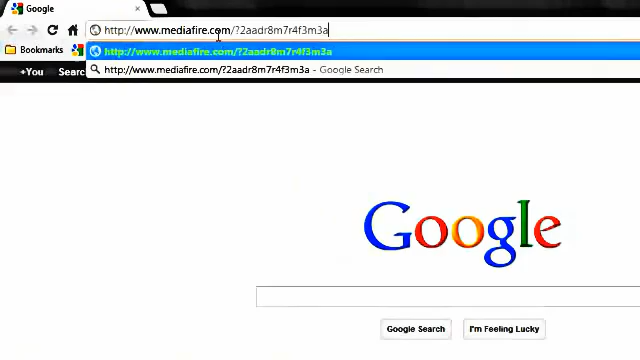 Google
http://www.mediafire.com/?2aadr8m7r4f3m3a
http://www.mediafire.com/?2aadr8m7r4f3m3a
http://www.mediafire.com/?2aadr8m7r4f3m3a - Google Search
Bookmarks
+You Searc
Google
Google Search I'm Feeling Lucky